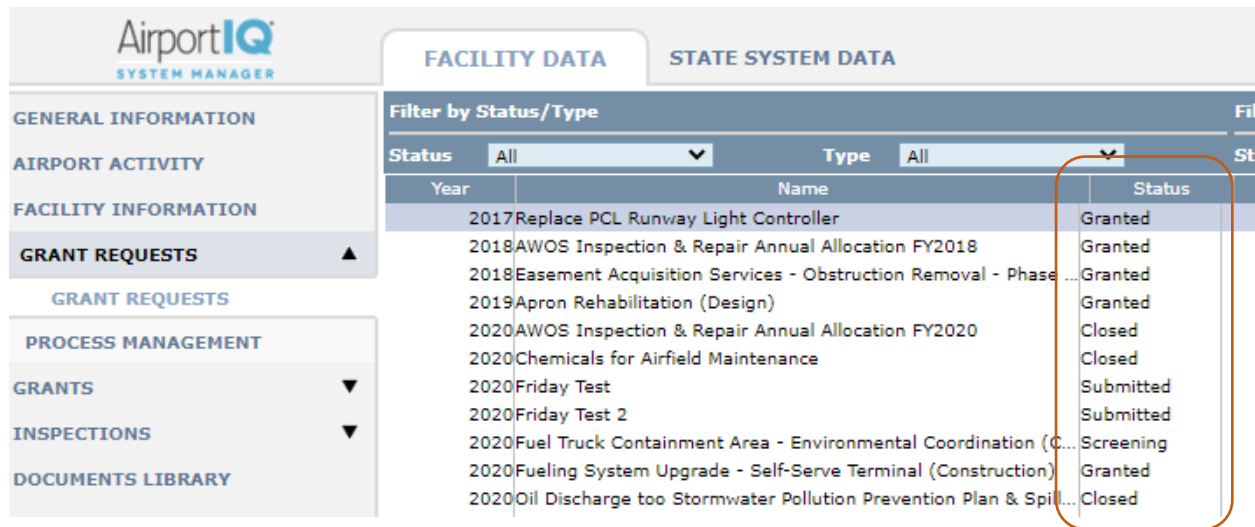 AirportIQ
SYSTEM MANAGER
FACILITY DATA
STATE SYSTEM DATA
GENERAL INFORMATION
AIRPORT ACTIVITY
FACILITY INFORMATION
GRANT REQUESTS ▲
GRANT REQUESTS
PROCESS MANAGEMENT
GRANTS ▼
INSPECTIONS ▼
DOCUMENTS LIBRARY
Filter by Status/Type
Status All Type All
Year Name Status
2017 Replace PCL Runway Light Controller Granted
2018 AWOS Inspection & Repair Annual Allocation FY2018 Granted
2018 Easement Acquisition Services - Obstruction Removal - Phase ... Granted
2019 Apron Rehabilitation (Design) Granted
2020 AWOS Inspection & Repair Annual Allocation FY2020 Closed
2020 Chemicals for Airfield Maintenance Closed
2020 Friday Test Submitted
2020 Friday Test 2 Submitted
2020 Fuel Truck Containment Area - Environmental Coordination (C... Screening
2020 Fueling System Upgrade - Self-Serve Terminal (Construction) Granted
2020 Oil Discharge too Stormwater Pollution Prevention Plan & Spill... Closed
Fil
St